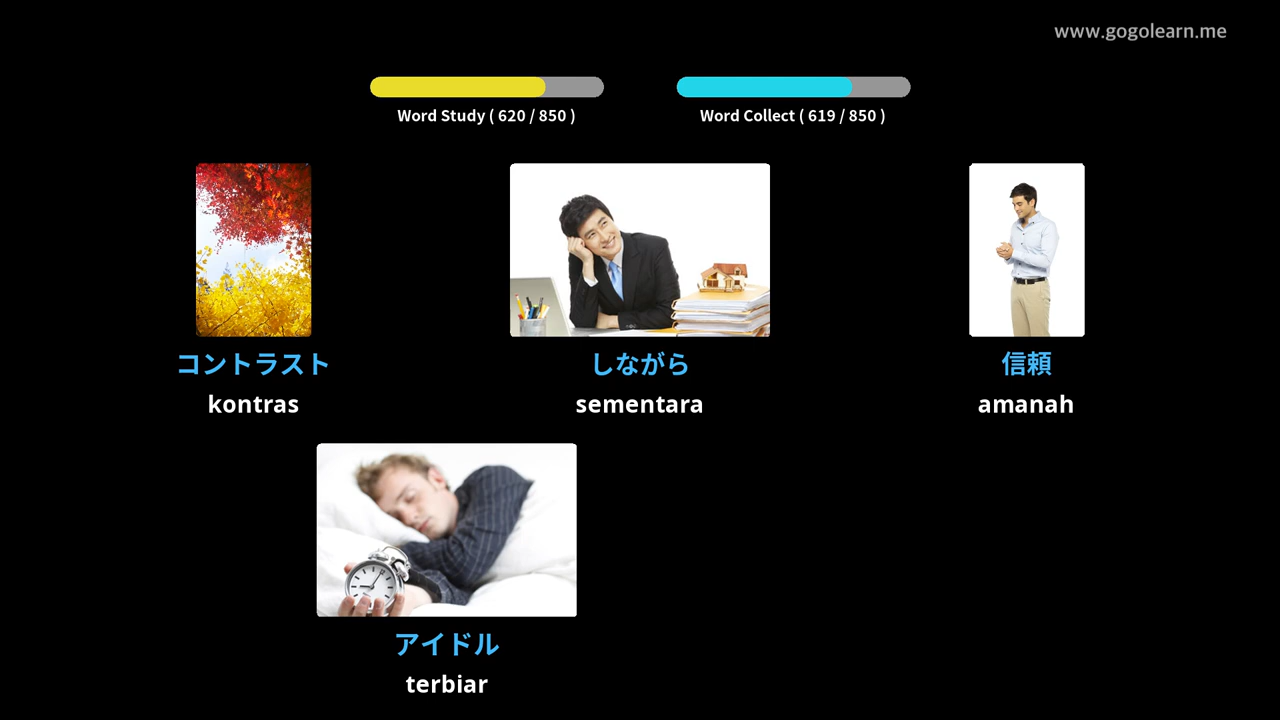 www.gogolearn.me
Word Study ( 620 / 850 )
Word Collect ( 619 / 850 )
コントラスト
kontras
しながら
sementara
信頼
amanah
アイドル
terbiar